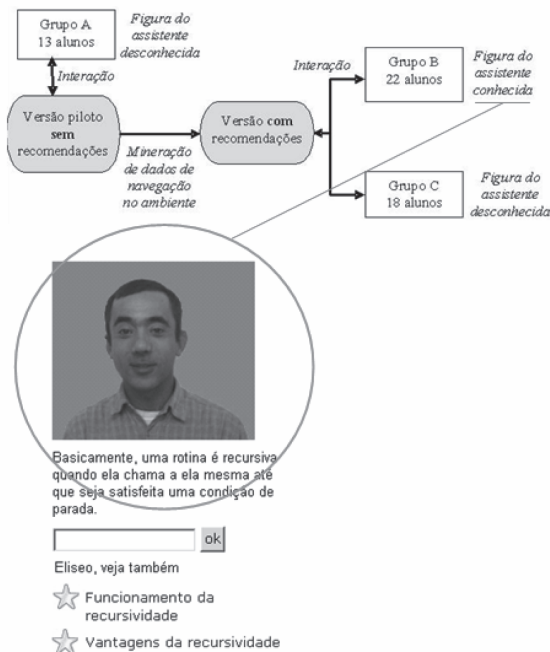 Grupo A
13 alunos
Figura do
assistente
desconhecida
Interação
Versão piloto
sem
recomendações
Mineração
de dados de
navegação
no ambiente
Versão com
recomendações
Interação
Grupo B
22 alunos
Figura do
assistente
conhecida
Grupo C
18 alunos
Figura do
assistente
desconhecida
Basicamente, uma rotina é recursiva
quando ela chama a ela mesma até
que seja satisfeita uma condição de
parada.
ok
Eliseo, veja também
Funcionamento da
recursividade
Vantagens da recursividade